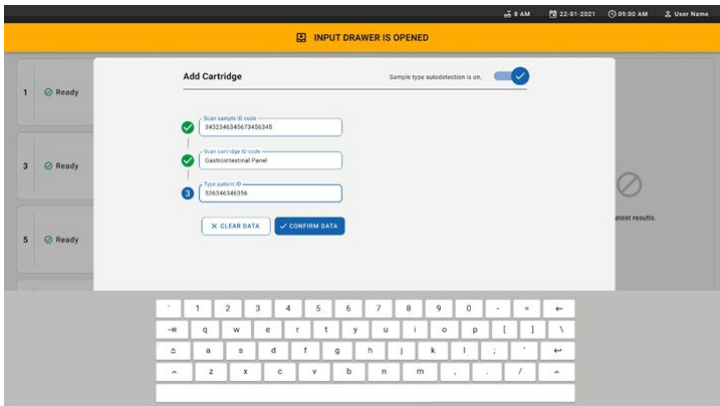 8 AM 22-01-2021 09:00 AM User Name
INPUT DRAWER IS OPENED
Add Cartridge
Sample type autodetection is on.
1 Ready
3 Ready
5 Ready
Scan sample ID code
3452346345673456345
Scan cartridge ID code
Gastrointestinal Panel
3
Type patient ID
536346346356
CLEAR DATA
CONFIRM DATA
atest resutls.
` 1 2 3 4 5 6 7 8 9 0 - =
q w e r t y u i o p [ ] \
a s d f g h j k l ; '
z x c v b n m , . /